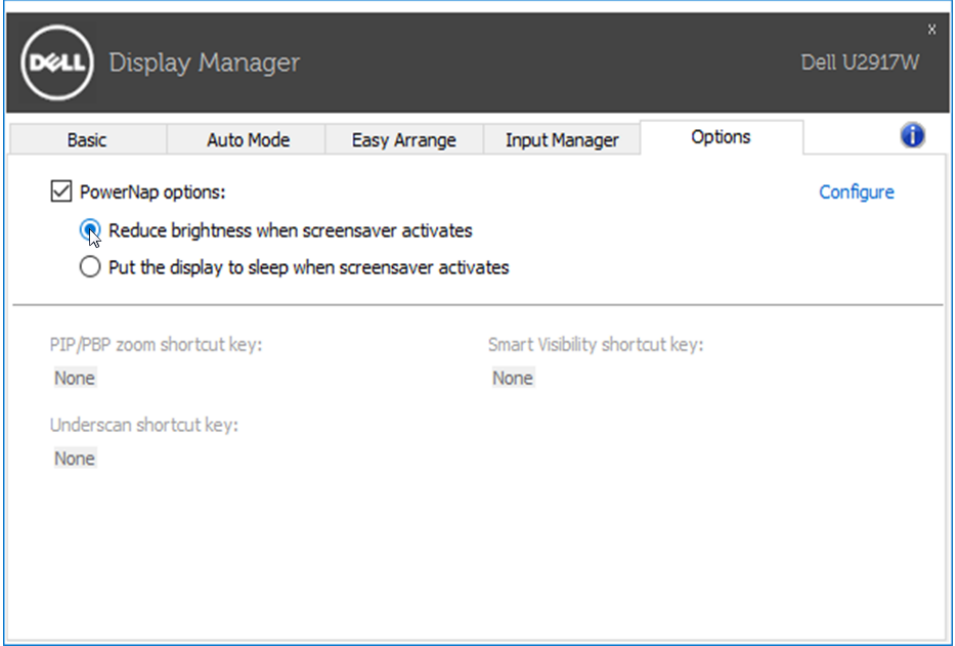 x
DELL Display Manager Dell U2917W
Basic Auto Mode Easy Arrange Input Manager Options i
PowerNap options: Configure
Reduce brightness when screensaver activates
Put the display to sleep when screensaver activates
PIP/PBP zoom shortcut key: Smart Visibility shortcut key:
None None
Underscan shortcut key:
None